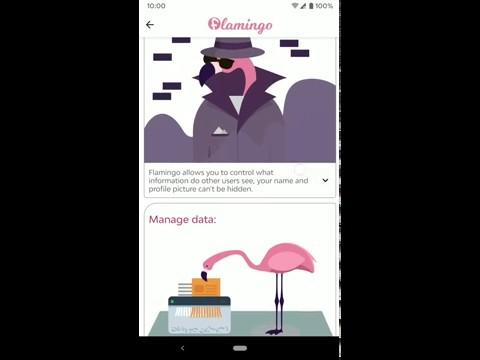 10:00
100%
Flamingo
Flamingo allows you to control what
information do other users see, your name and
profile picture can't be hidden.
Manage data: